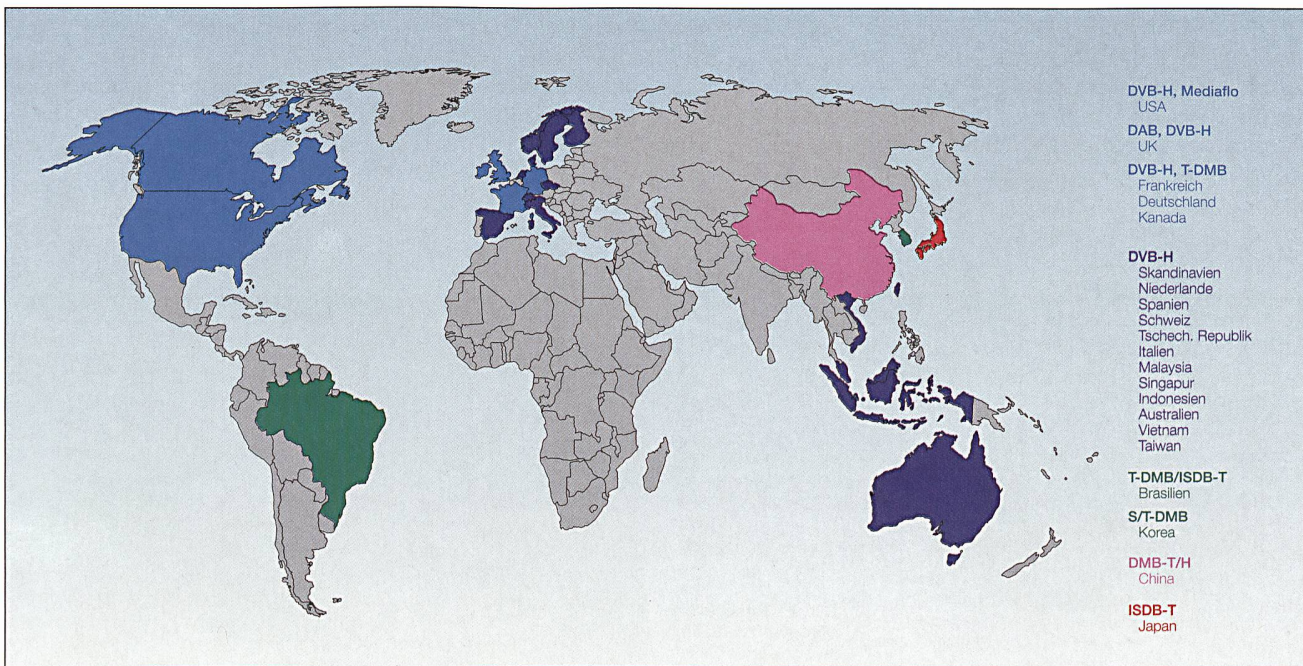 DVB-H, Mediaflo
USA
DAB, DVB-H
UK
DVB-H, T-DMB
Frankreich
Deutschland
Kanada
DVB-H
Skandinavien
Niederlande
Spanien
Schweiz
Tschech. Republik
Italien
Malaysia
Singapur
Indonesien
Australien
Vietnam
Taiwan
T-DMB/ISDB-T
Brasilien
S/T-DMB
Korea
DMB-T/H
China
ISDB-T
Japan